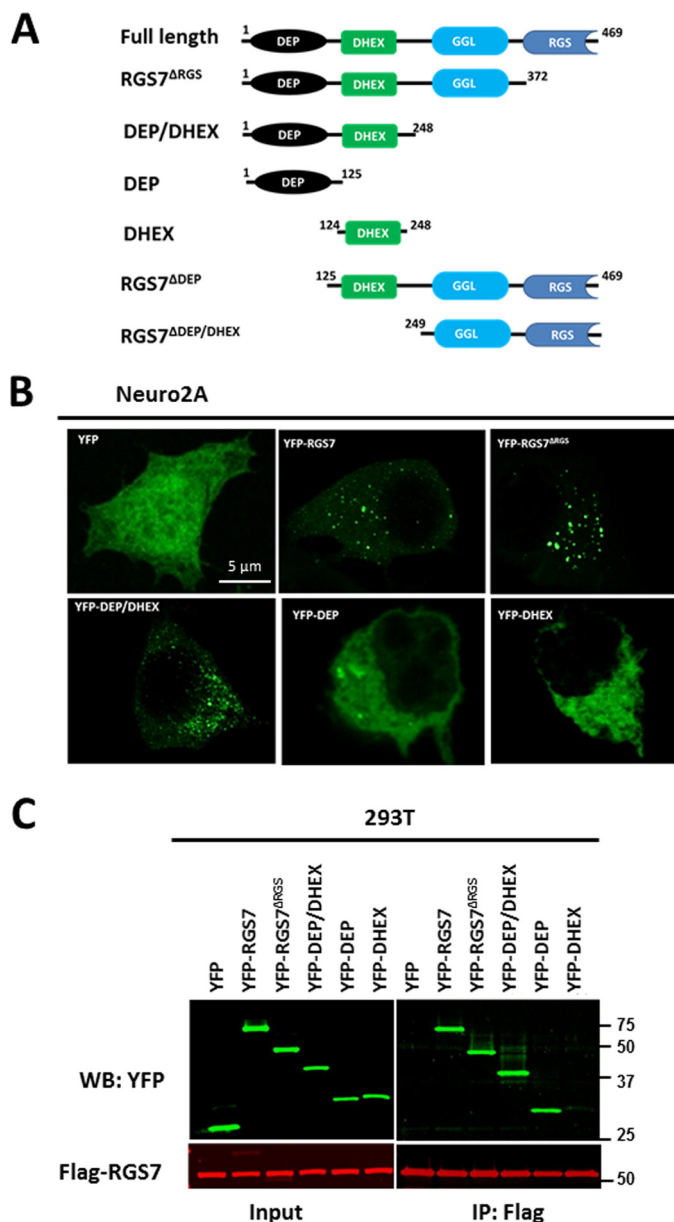 A
Full length 1 DEP DHEX GGL RGS 469
RGS7ΔRGS 1 DEP DHEX GGL 372
DEP/DHEX 1 DEP DHEX 248
DEP 1 DEP 125
DHEX 124 DHEX 248
RGS7ΔDEP 125 DHEX GGL RGS 469
RGS7ΔDEP/DHEX 249 GGL RGS
B
Neuro2A
YFP YFP-RGS7 YFP-RGS7ΔRGS
5 µm
YFP-DEP/DHEX YFP-DEP YFP-DHEX
C
293T
YFP YFP-RGS7 YFP-RGS7ΔRGS YFP-DEP/DHEX YFP-DEP YFP-DHEX YFP YFP-RGS7 YFP-RGS7ΔRGS YFP-DEP/DHEX YFP-DEP YFP-DHEX
75
50
WB: YFP 37
25
Flag-RGS7 50
Input IP: Flag